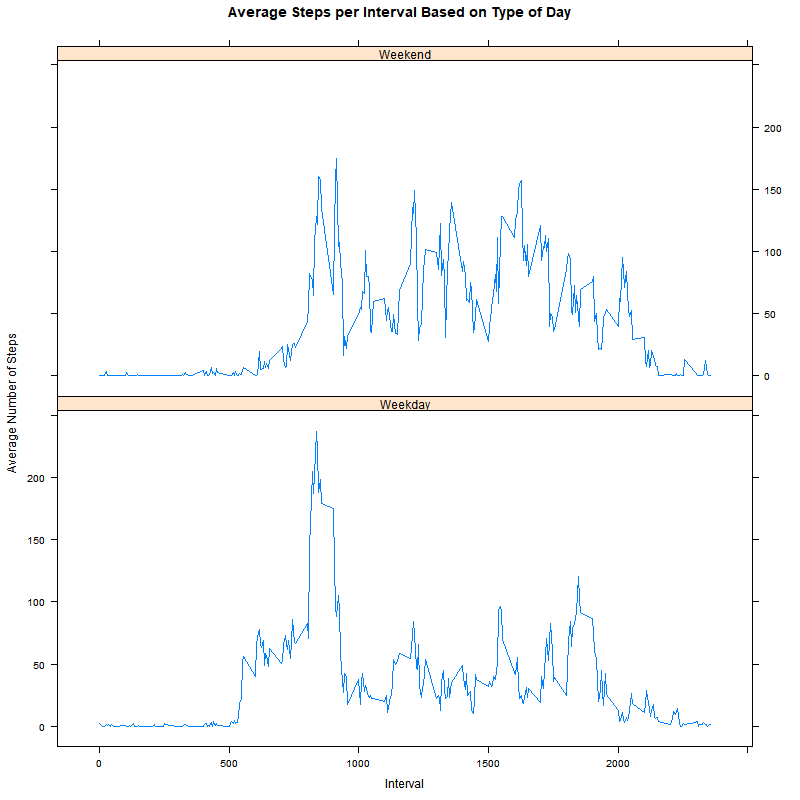 Average Steps per Interval Based on Type of Day
Weekend
200
150
100
50
0
Weekday
200
150
100
50
0
Average Number of Steps
0 500 1000 1500 2000
Interval